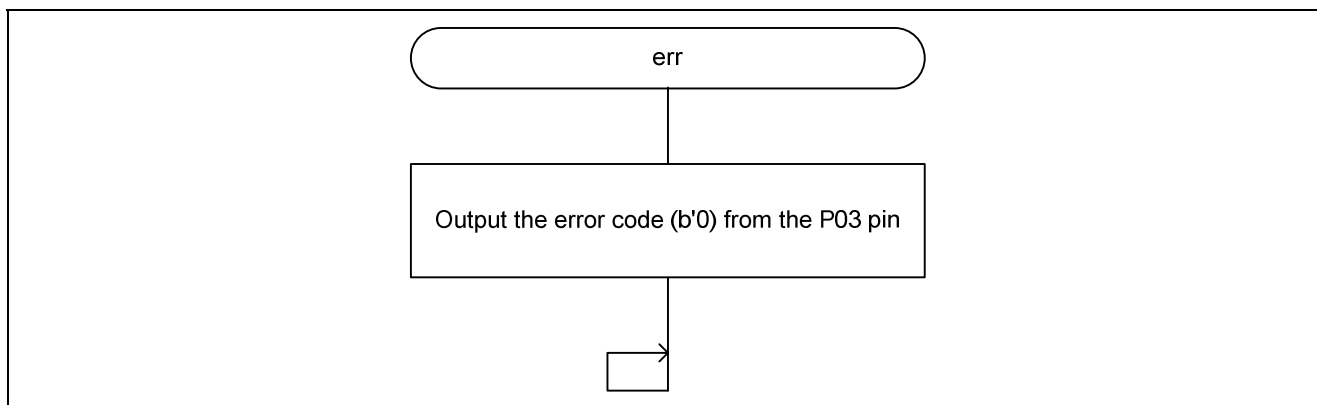 err
Output the error code (b'0) from the P03 pin